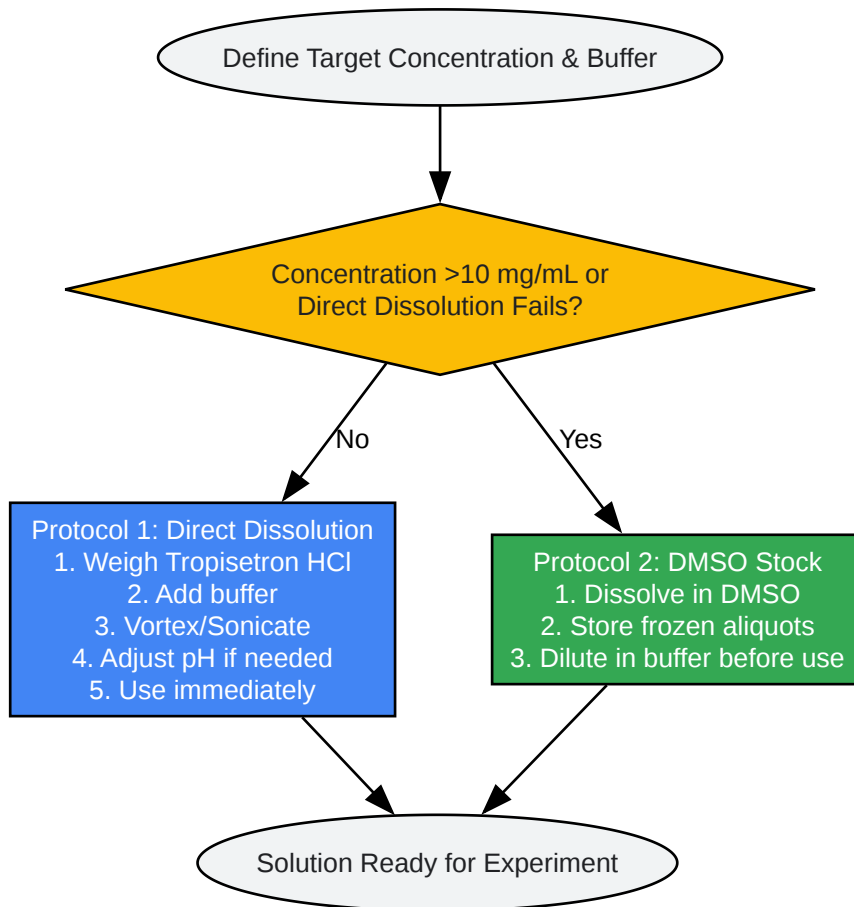 Define Target Concentration & Buffer
Concentration >10 mg/mL or
Direct Dissolution Fails?
No
Yes
Protocol 1: Direct Dissolution
1. Weigh Tropisetron HCl
2. Add buffer
3. Vortex/Sonicate
4. Adjust pH if needed
5. Use immediately
Protocol 2: DMSO Stock
1. Dissolve in DMSO
2. Store frozen aliquots
3. Dilute in buffer before use
Solution Ready for Experiment